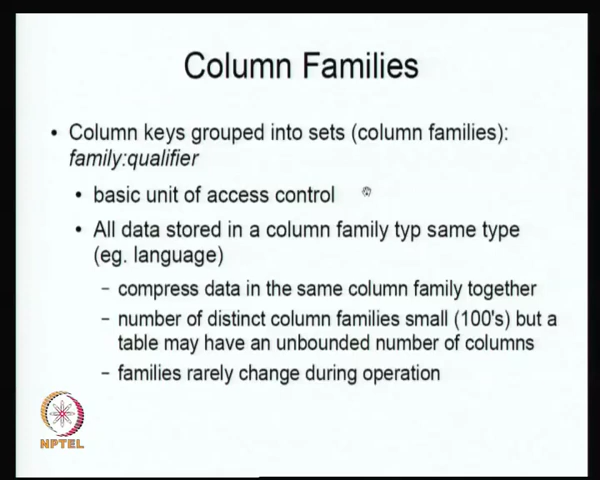 Column Families
• Column keys grouped into sets (column families):
family:qualifier
• basic unit of access control
• All data stored in a column family typ same type
(eg. language)
– compress data in the same column family together
– number of distinct column families small (100's) but a
table may have an unbounded number of columns
– families rarely change during operation
NPTEL